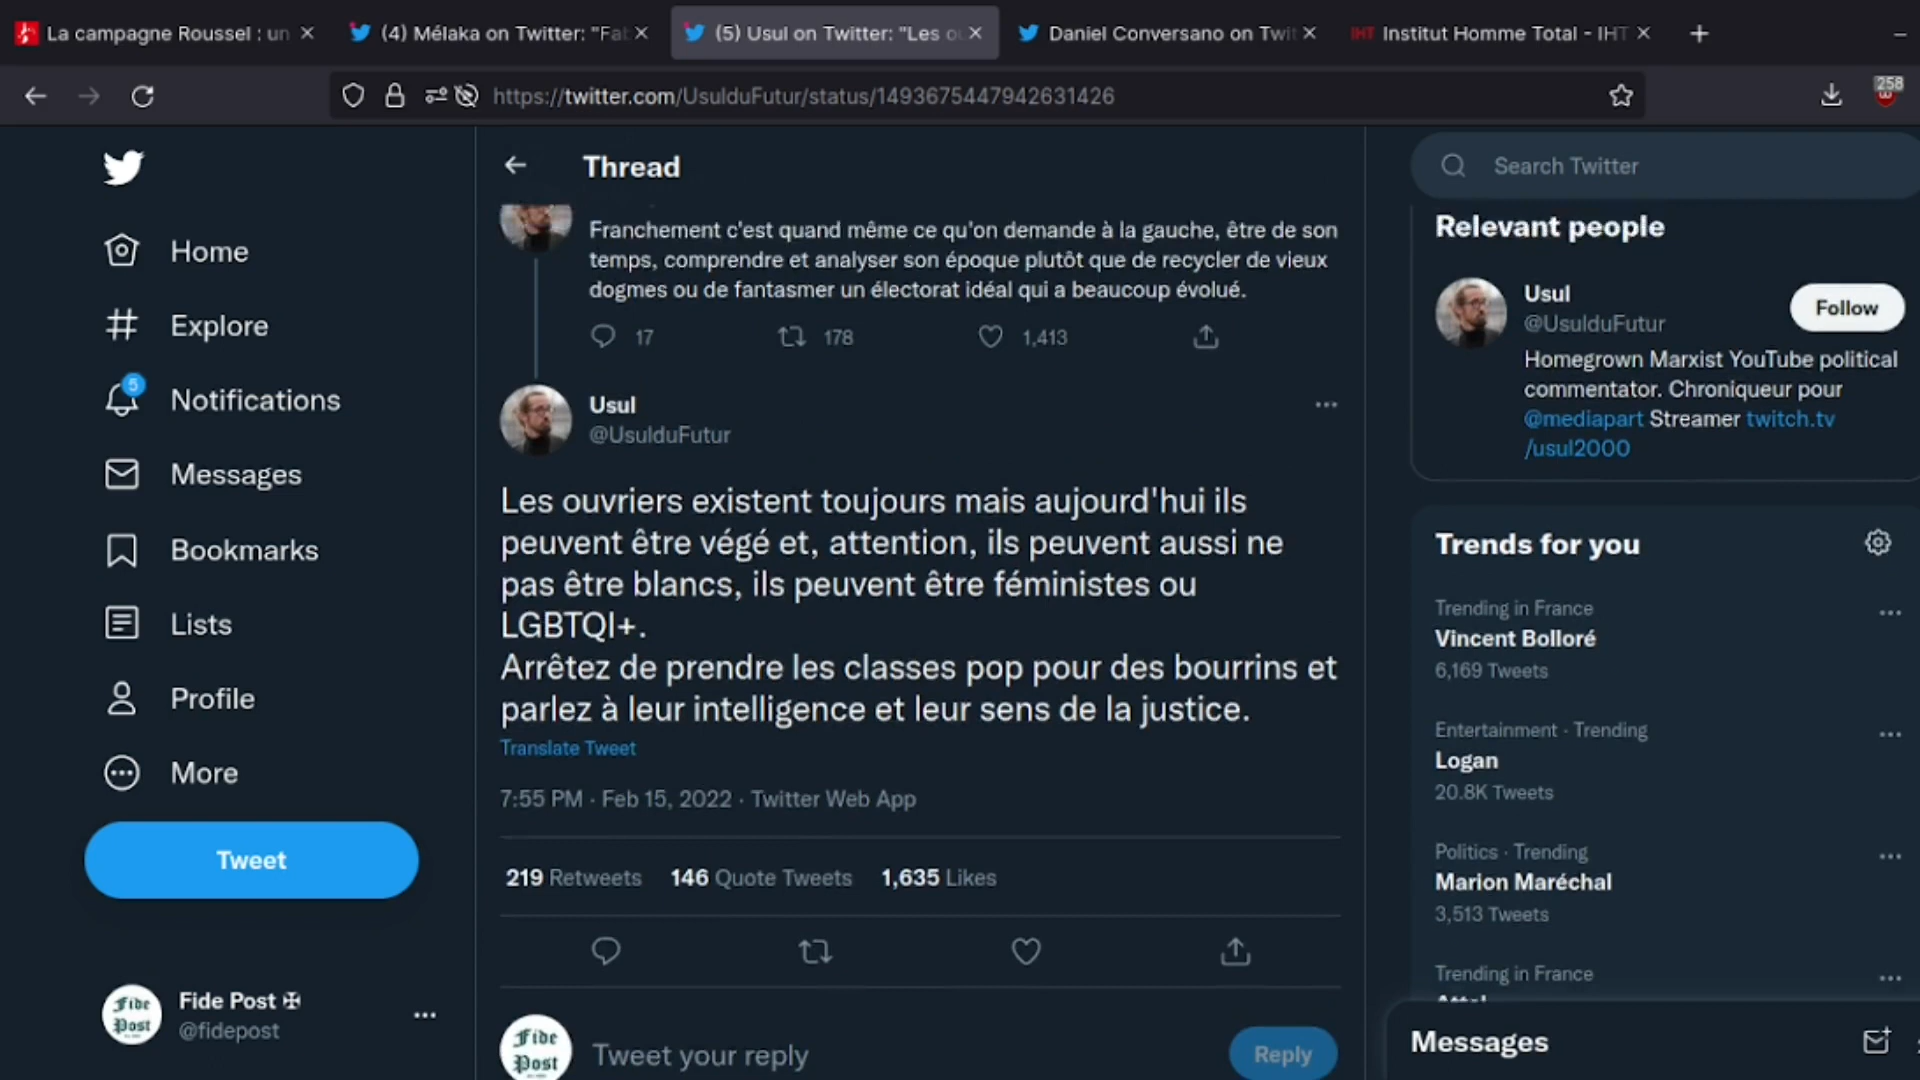 La campagne Roussel : un
(4) Mélaka on Twitter: "Fa
(5) Usul on Twitter: "Les o
Daniel Conversano on Twit
IHT Institut Homme Total - IHT
https://twitter.com/UsulduFutur/status/1493675447942631426
258
Home
Explore
5
Notifications
Messages
Bookmarks
Lists
Profile
More
Tweet
Fide Post ✠
@fidepost
Thread
Franchement c'est quand même ce qu'on demande à la gauche, être de son
temps, comprendre et analyser son époque plutôt que de recycler de vieux
dogmes ou de fantasmer un électorat idéal qui a beaucoup évolué.
17 178 1,413
Usul
@UsulduFutur
Les ouvriers existent toujours mais aujourd'hui ils
peuvent être végé et, attention, ils peuvent aussi ne
pas être blancs, ils peuvent être féministes ou
LGBTQI+.
Arrêtez de prendre les classes pop pour des bourrins et
parlez à leur intelligence et leur sens de la justice.
Translate Tweet
7:55 PM · Feb 15, 2022 · Twitter Web App
219 Retweets 146 Quote Tweets 1,635 Likes
Fide
Post
Tweet your reply
Reply
Search Twitter
Relevant people
Usul
@UsulduFutur
Follow
Homegrown Marxist YouTube political
commentator. Chroniqueur pour
@mediapart Streamer twitch.tv
/usul2000
Trends for you
Trending in France
Vincent Bolloré
6,169 Tweets
Entertainment · Trending
Logan
20.8K Tweets
Politics · Trending
Marion Maréchal
3,513 Tweets
Trending in France
Messages